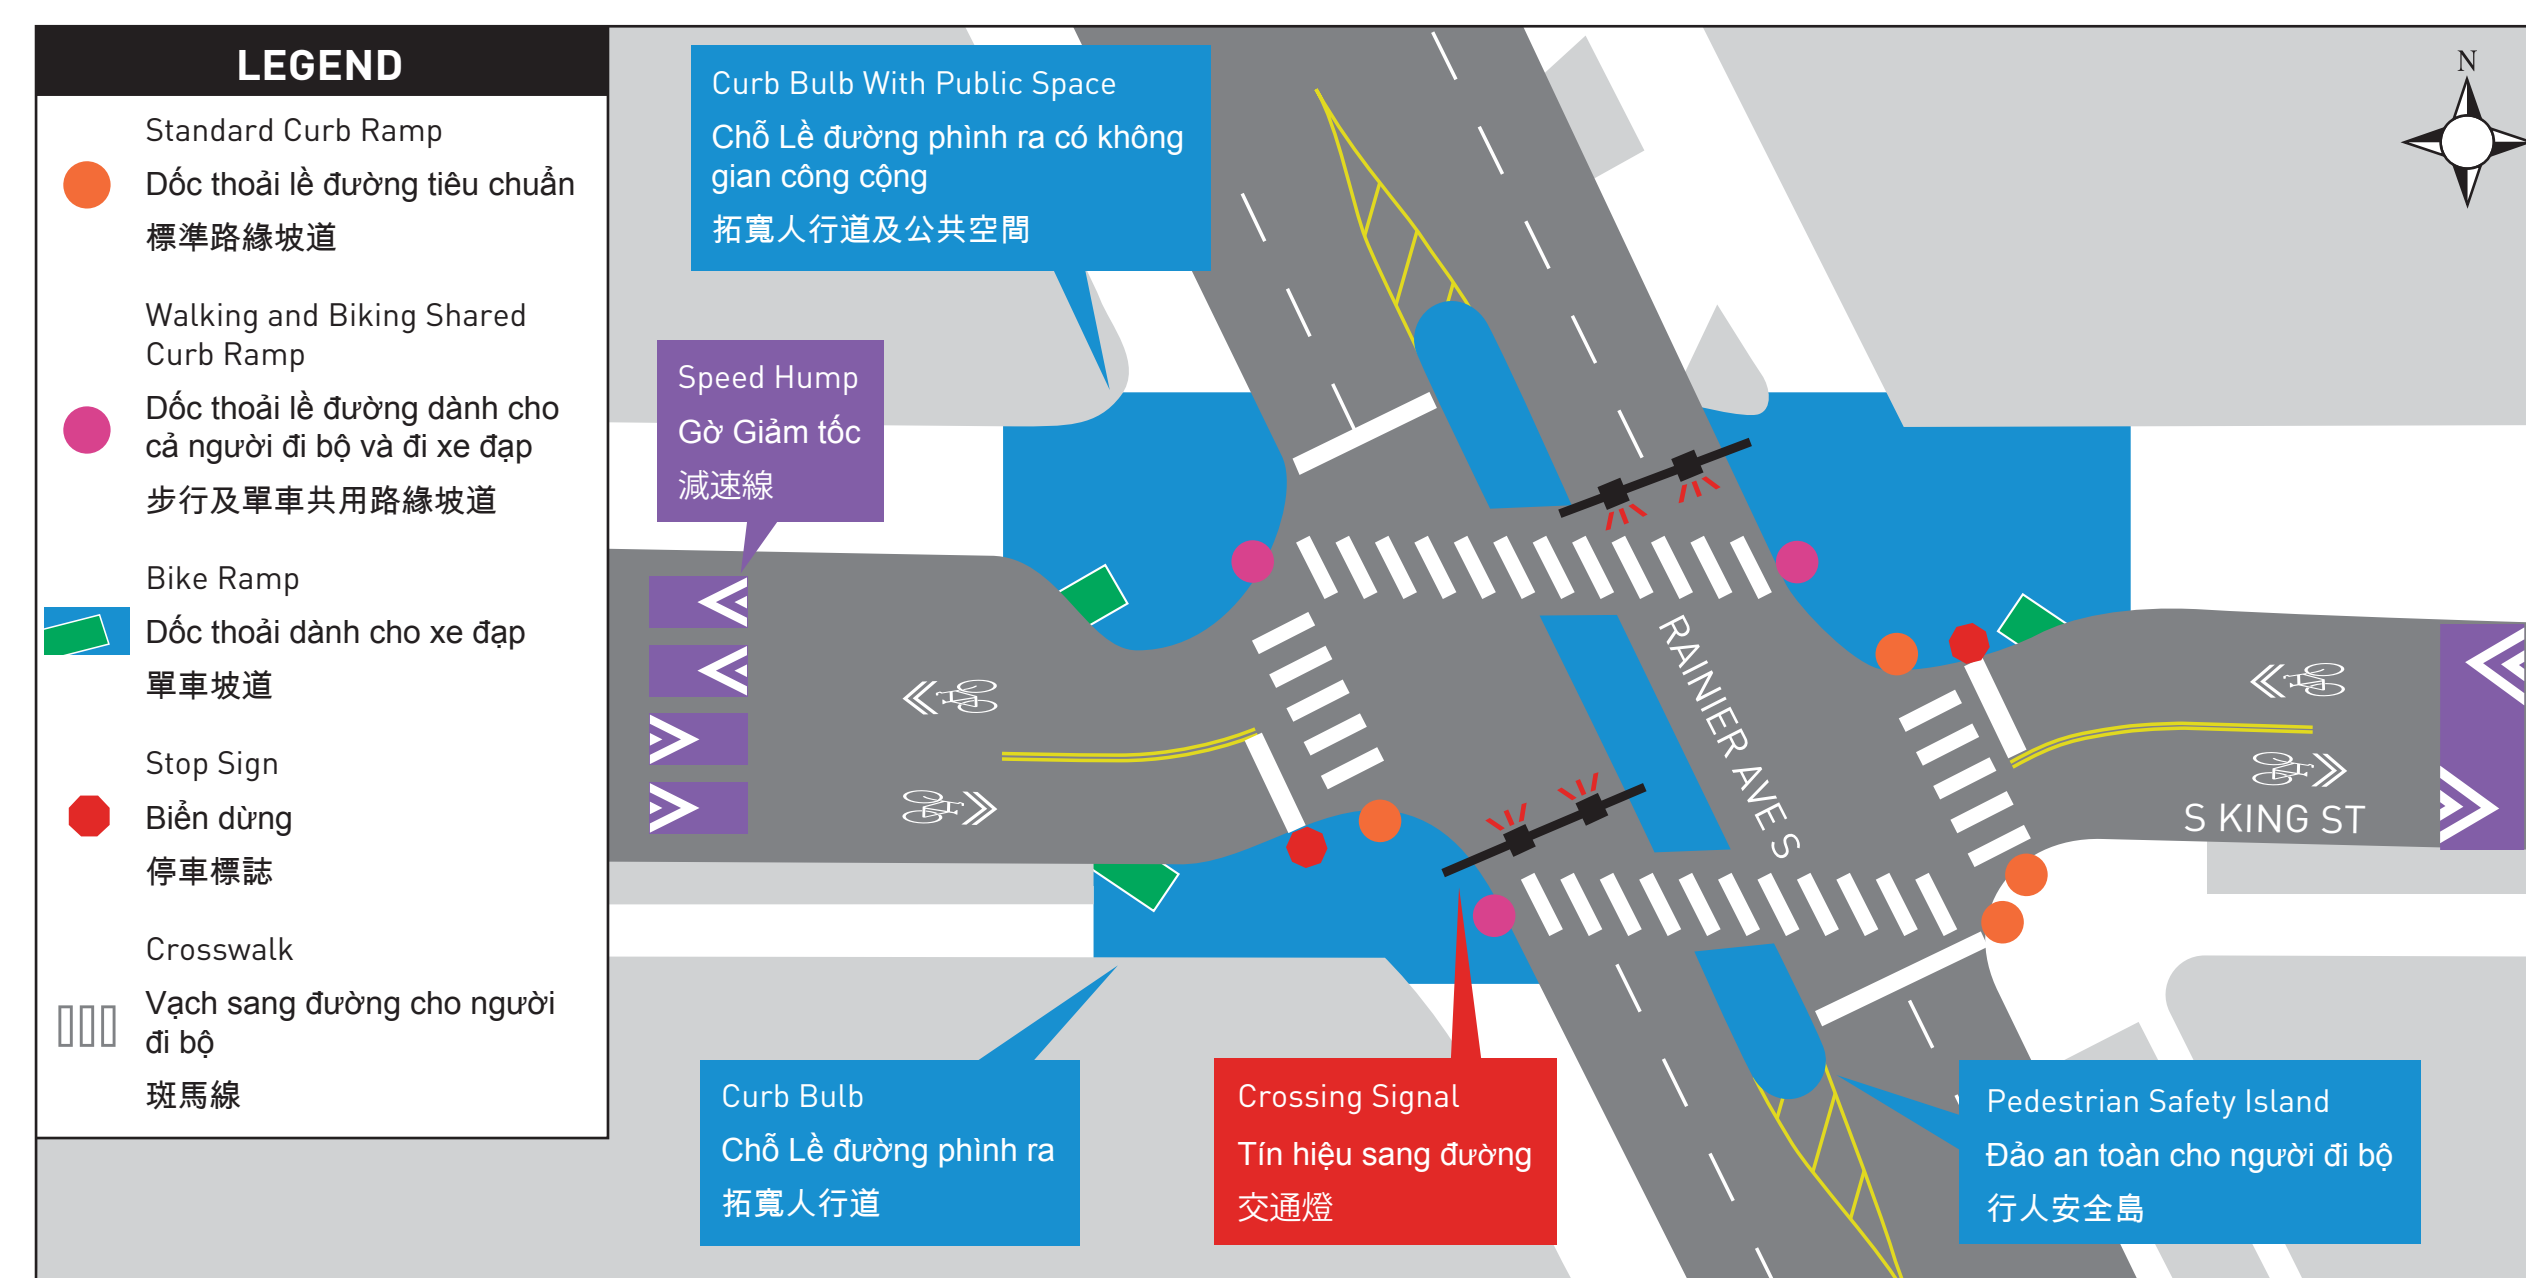 LEGEND
Standard Curb Ramp
Dốc thoải lề đường tiêu chuẩn
標準路緣坡道
Walking and Biking Shared
Curb Ramp
Dốc thoải lề đường dành cho
cả người đi bộ và đi xe đạp
步行及單車共用路緣坡道
Bike Ramp
Dốc thoải dành cho xe đạp
單車坡道
Stop Sign
Biển dừng
停車標誌
Crosswalk
Vạch sang đường cho người
đi bộ
斑馬線
Curb Bulb With Public Space
Chỗ Lề đường phình ra có không
gian công cộng
拓寬人行道及公共空間
N
Speed Hump
Gờ Giảm tốc
減速線
RAINIER AVE S
S KING ST
Curb Bulb
Chỗ Lề đường phình ra
拓寬人行道
Crossing Signal
Tín hiệu sang đường
交通燈
Pedestrian Safety Island
Đảo an toàn cho người đi bộ
行人安全島